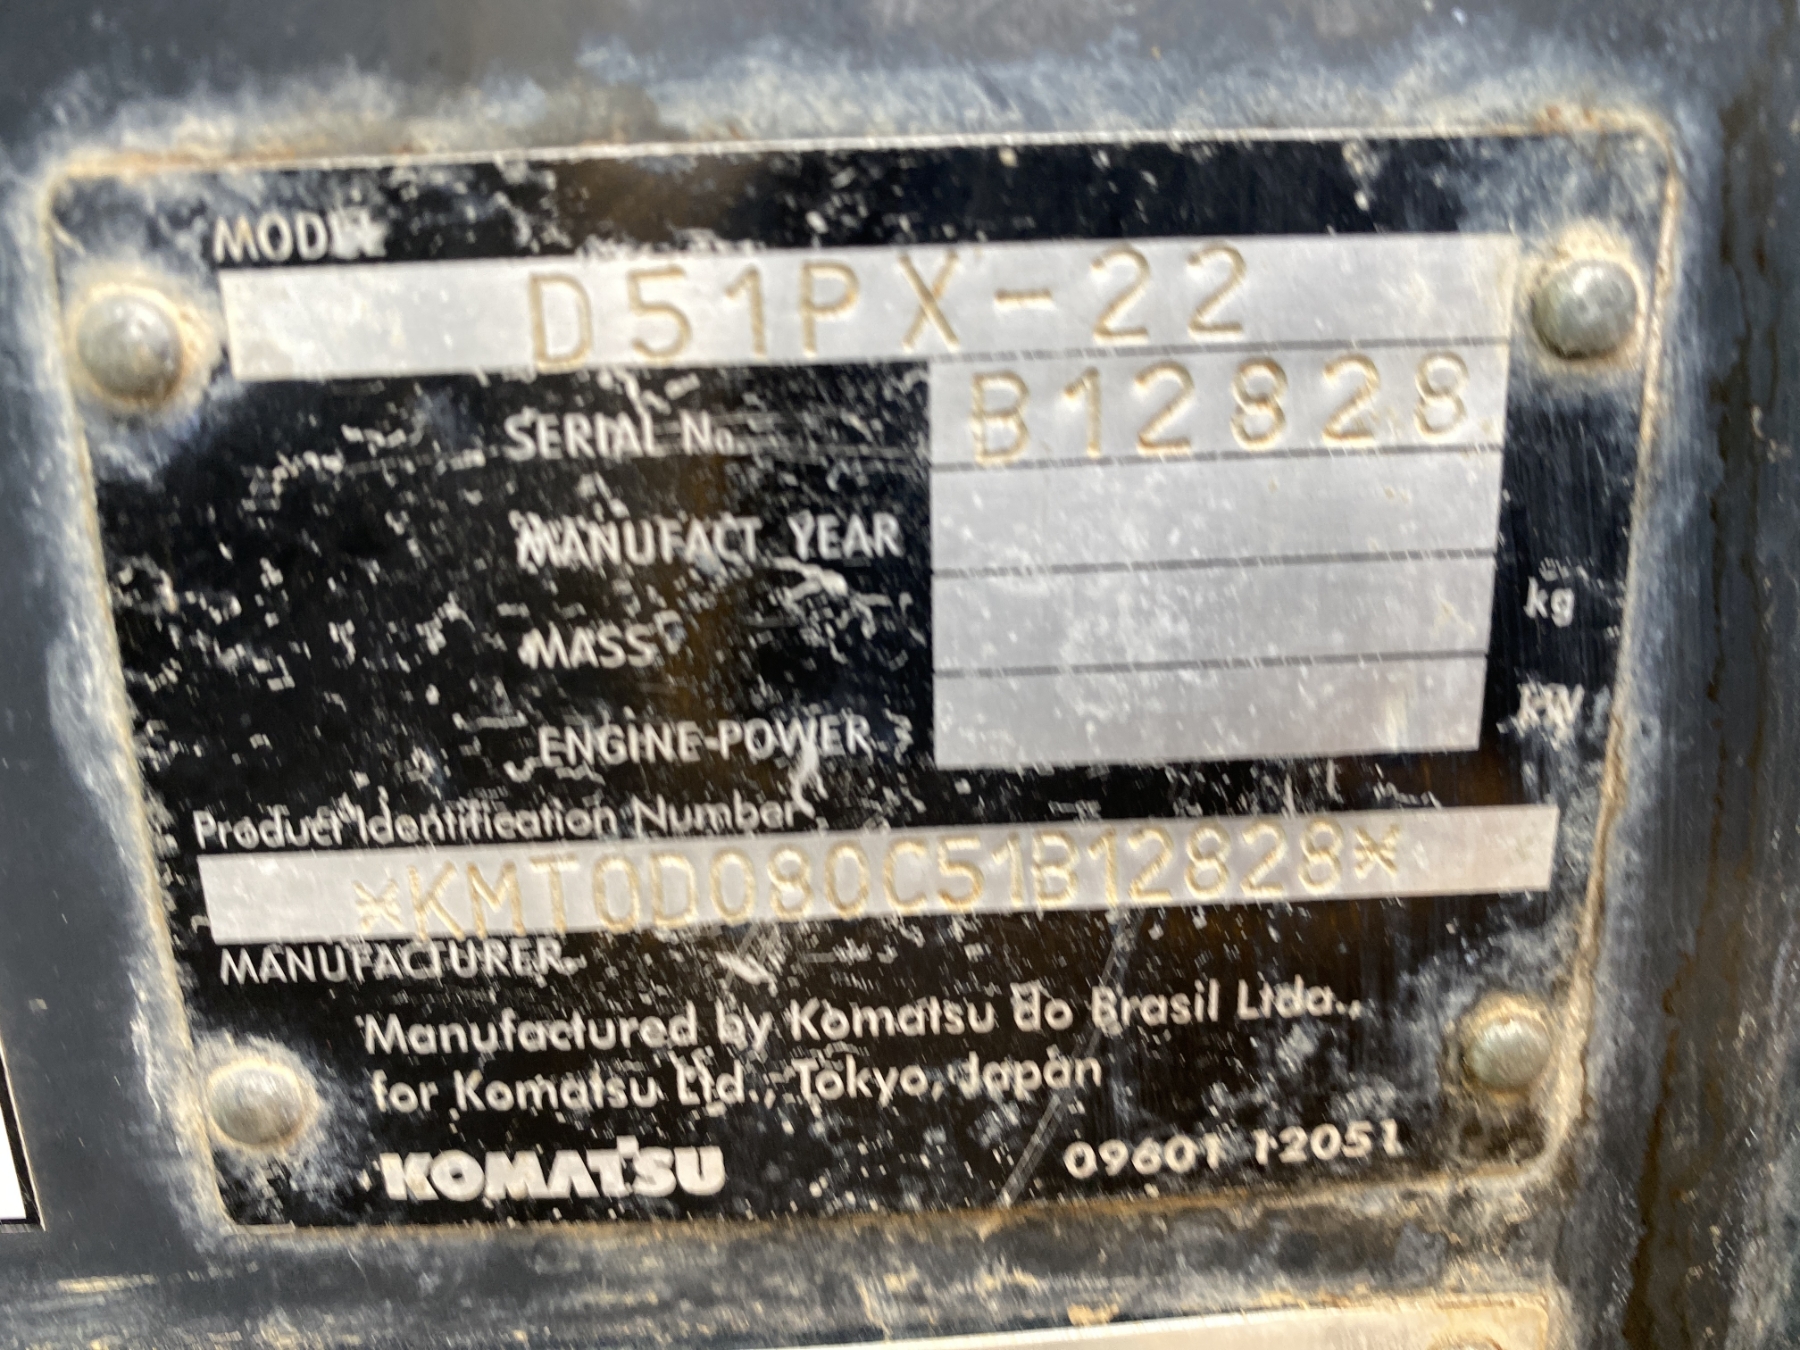 MODEL
D51PX-22
SERIAL No. B12828
MANUFACT YEAR
MASS kg
ENGINE-POWER kW
Product Identification Number
*KMT0D080C51B12828*
MANUFACTURER
Manufactured by Komatsu do Brasil Ltda.,
for Komatsu Ltd., Tokyo, Japan
KOMATSU 09601 12051